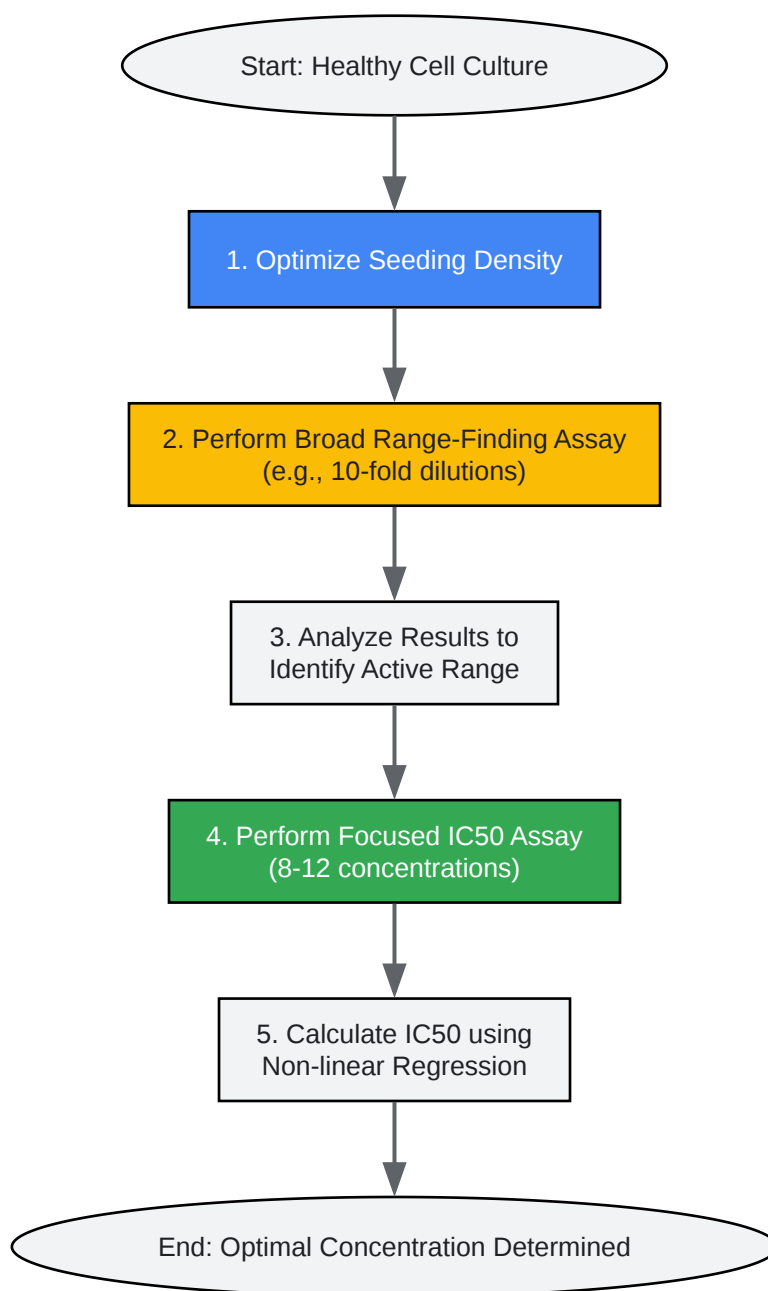 Start: Healthy Cell Culture
1. Optimize Seeding Density
2. Perform Broad Range-Finding Assay
(e.g., 10-fold dilutions)
3. Analyze Results to
Identify Active Range
4. Perform Focused IC50 Assay
(8-12 concentrations)
5. Calculate IC50 using
Non-linear Regression
End: Optimal Concentration Determined